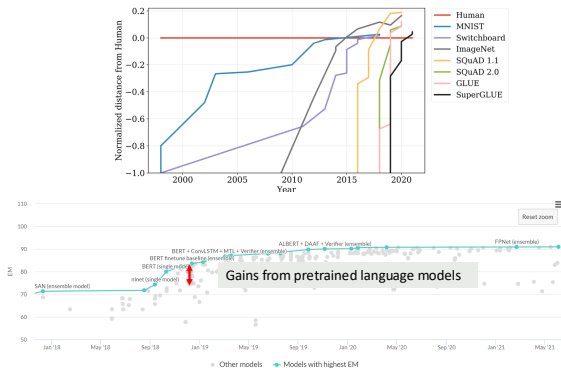 Normalized distance from Human
0.2
0.0
−0.2
−0.4
−0.6
−0.8
−1.0
2000
2005
2010
2015
2020
Year
Human
MNIST
Switchboard
ImageNet
SQuAD 1.1
SQuAD 2.0
GLUE
SuperGLUE
110
100
90
80
70
60
50
EM
Reset zoom
SAN (ensemble model)
nlnet (single model)
BERT (single model)
BERT finetune baseline (ensemble)
BERT + ConvLSTM + MTL + Verifier (ensemble)
ALBERT + DAAF + Verifier (ensemble)
FPNet (ensemble)
Gains from pretrained language models
Jan '18
May '18
Sep '18
Jan '19
May '19
Sep '19
Jan '20
May '20
Sep '20
Jan '21
May '21
Other models
Models with highest EM